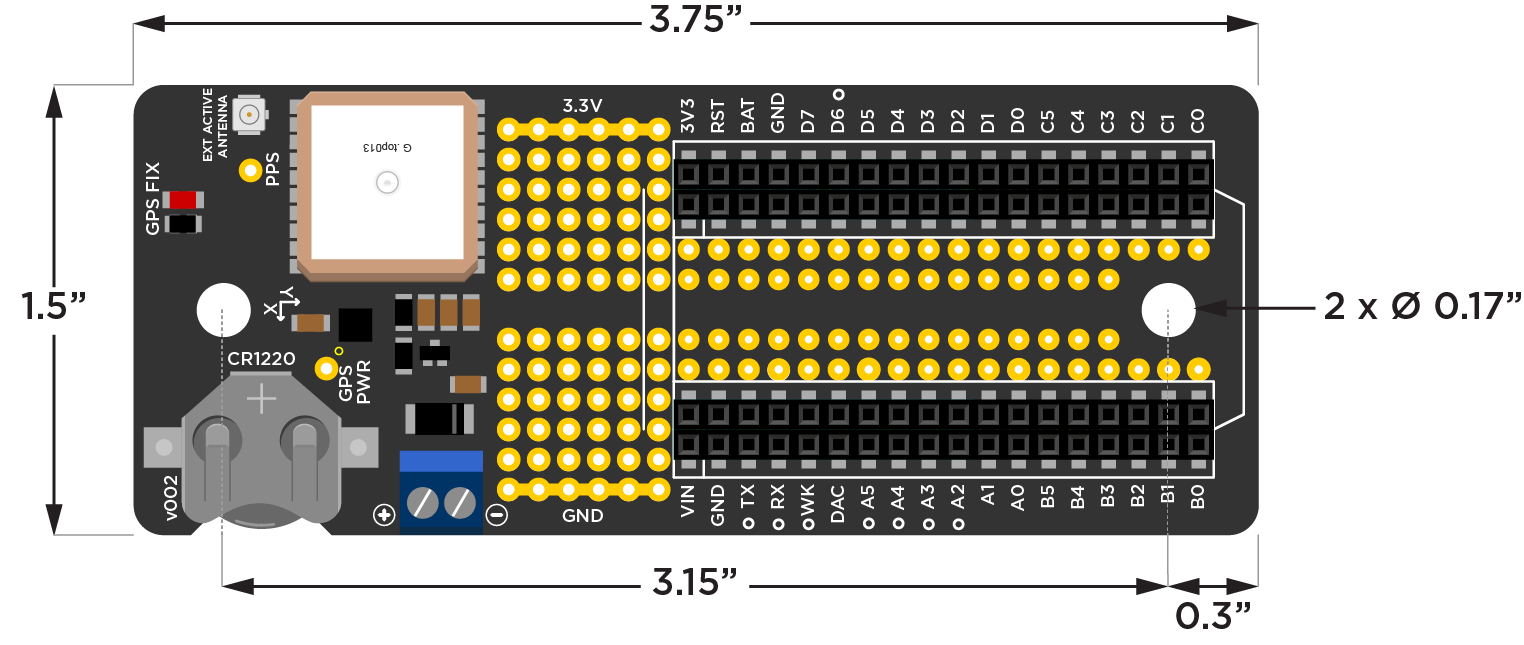 3.75”
EXT ACTIVE
ANTENNA
PPS
GPS FIX
G.top013
3.3V
3V3
RST
BAT
GND
D7
D6
D5
D4
D3
D2
D1
D0
C5
C4
C3
C2
C1
C0
1.5”
X
Y
2 x Ø 0.17”
CR1220
+
GPS
PWR
V002
+
−
GND
VIN
GND
TX
RX
WK
DAC
A5
A4
A3
A2
A1
A0
B5
B4
B3
B2
B1
B0
3.15”
0.3”